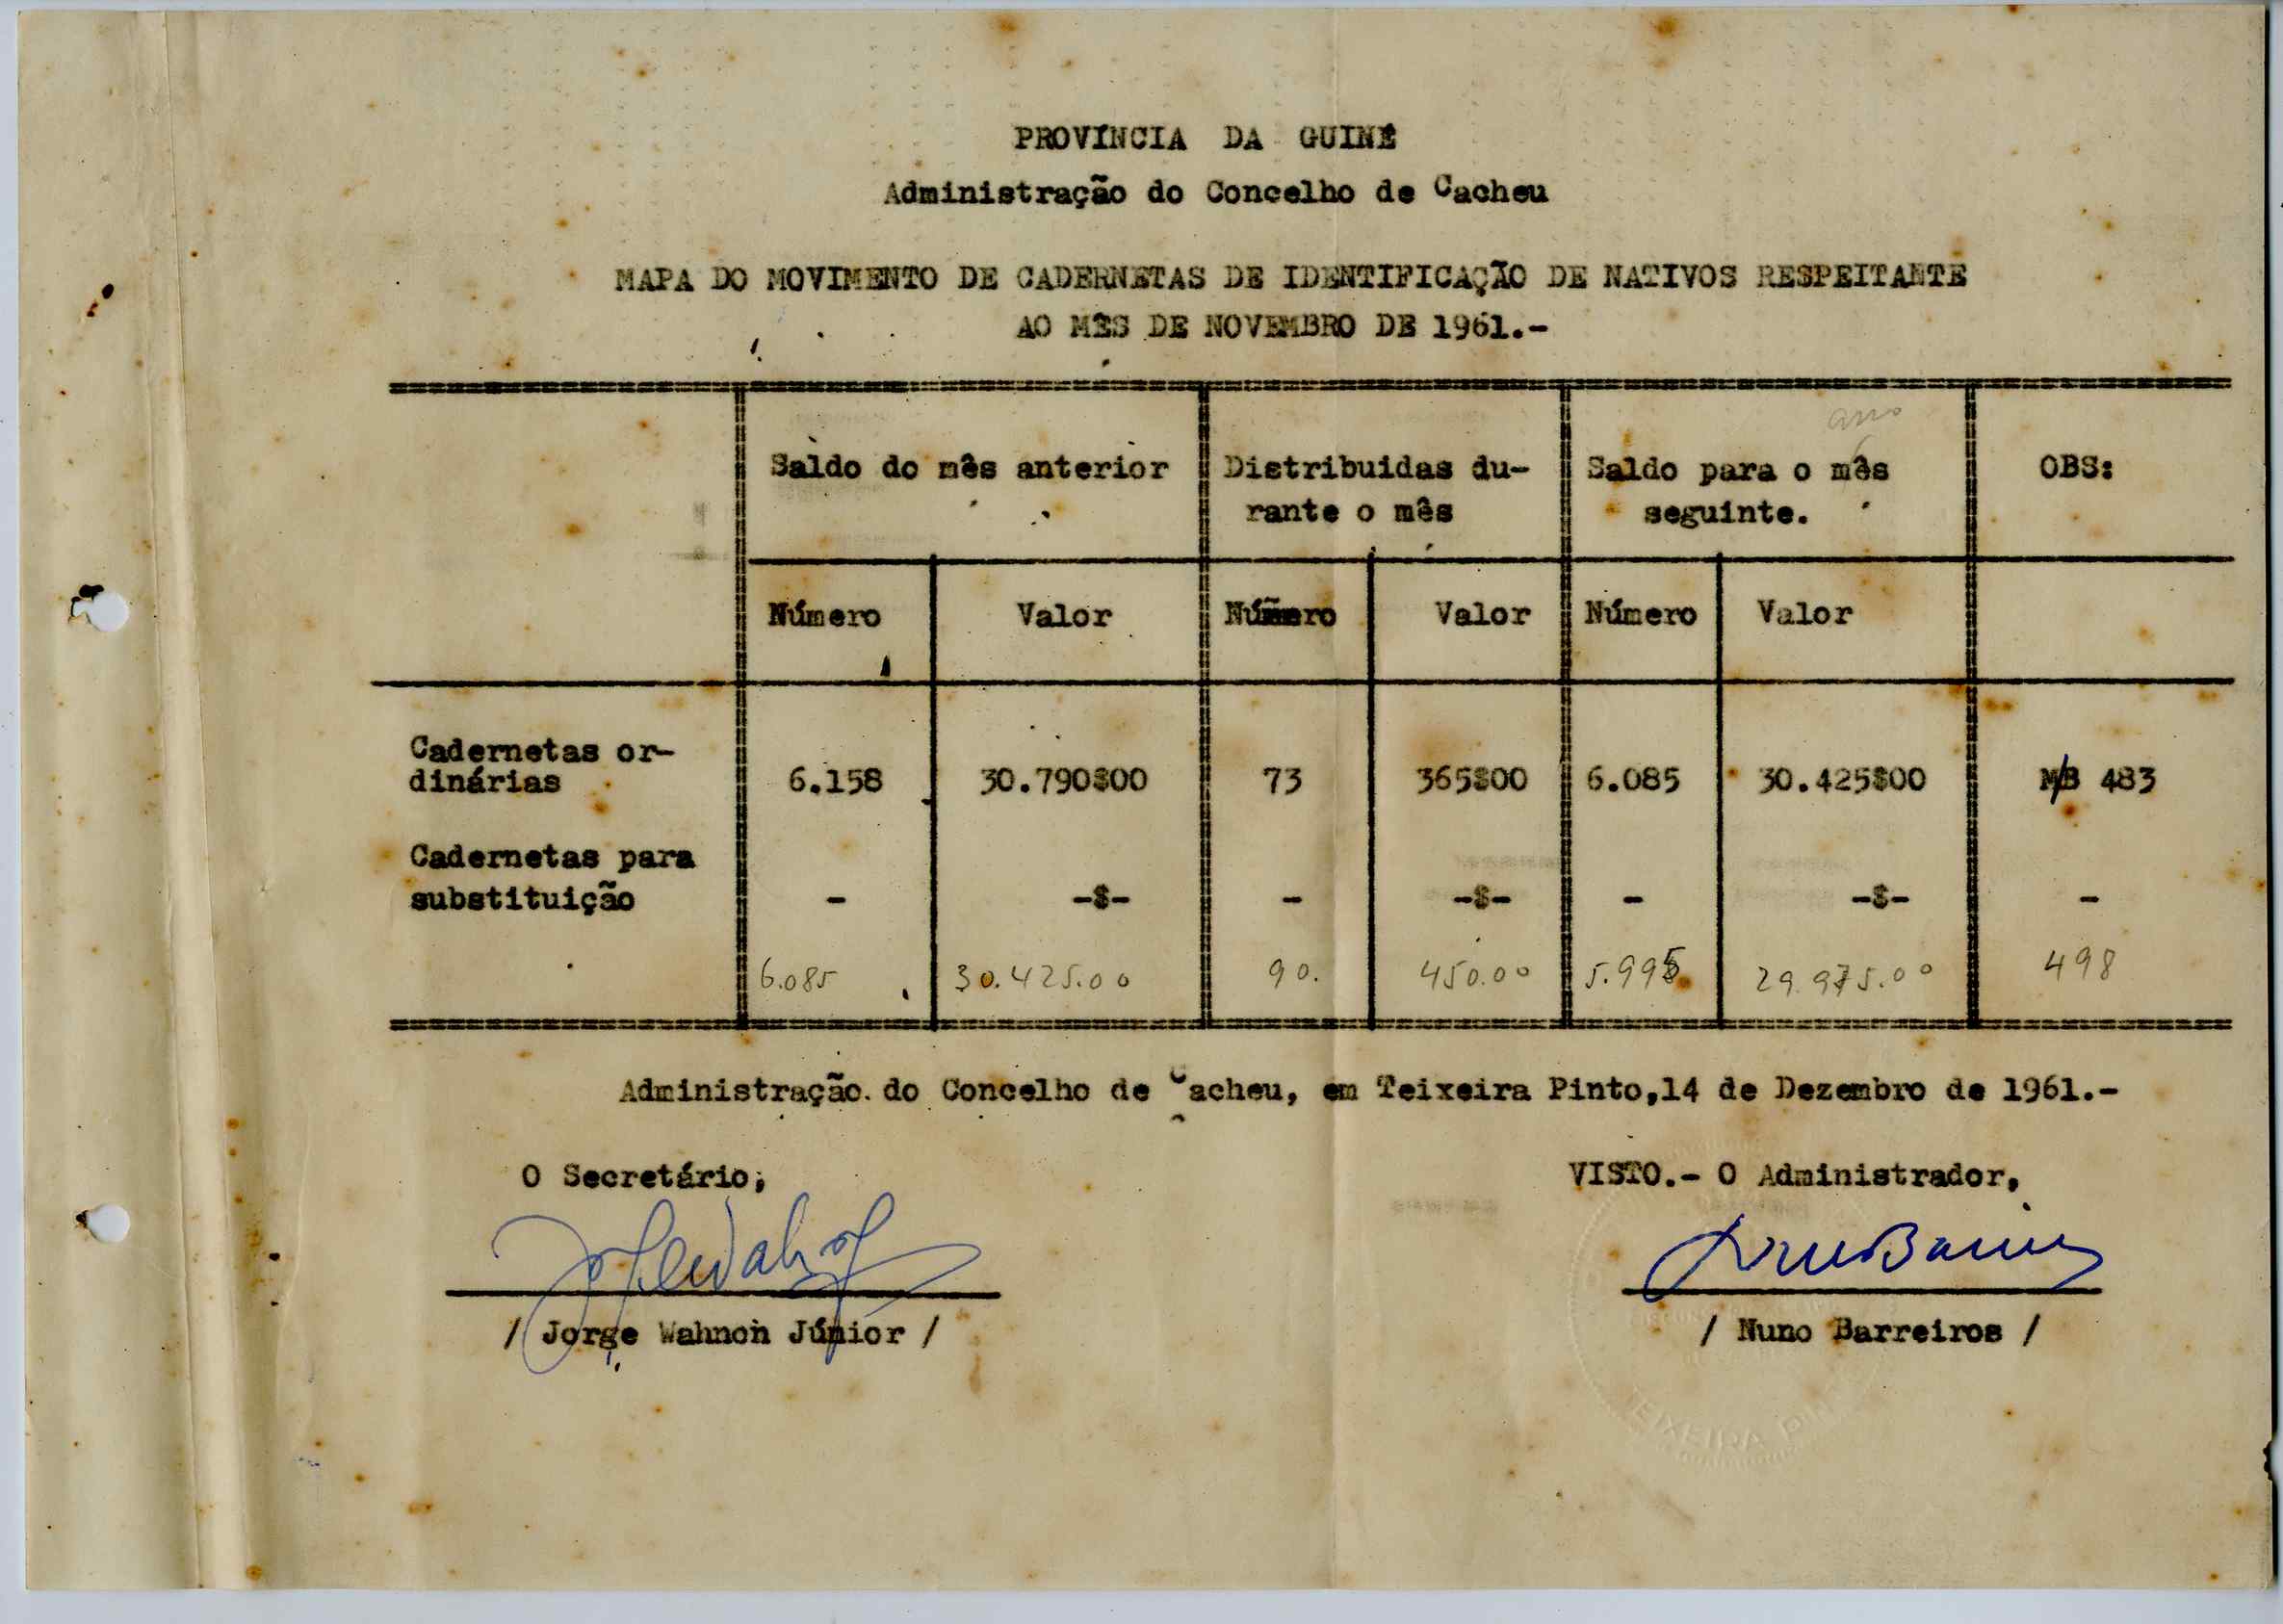 PROVÍNCIA DA GUINÉ
Administração do Concelho de Cacheu
MAPA DO MOVIMENTO DE CADERNETAS DE IDENTIFICAÇÃO DE NATIVOS RESPEITANTE
AO MÊS DE NOVEMBRO DE 1961.-
ano
Saldo do mês anterior Distribuidas du- Saldo para o mês OBS:
rante o mês seguinte.
Número Valor Número Valor Número Valor
Cadernetas or-
dinárias 6.158 30.790$00 73 365$00 6.085 30.425$00 M/B 483
Cadernetas para
substituição - -$- - -$- - -$- -
6.085 30.425.00 90. 450.00 5.995 29.975.00 498
Administração do Concelho de Cacheu, em Teixeira Pinto,14 de Dezembro de 1961.-
O Secretário, VISTO.- O Administrador,
/ Jorge Wahnon Júnior / / Nuno Barreiros /
TEIXEIRA PINTO